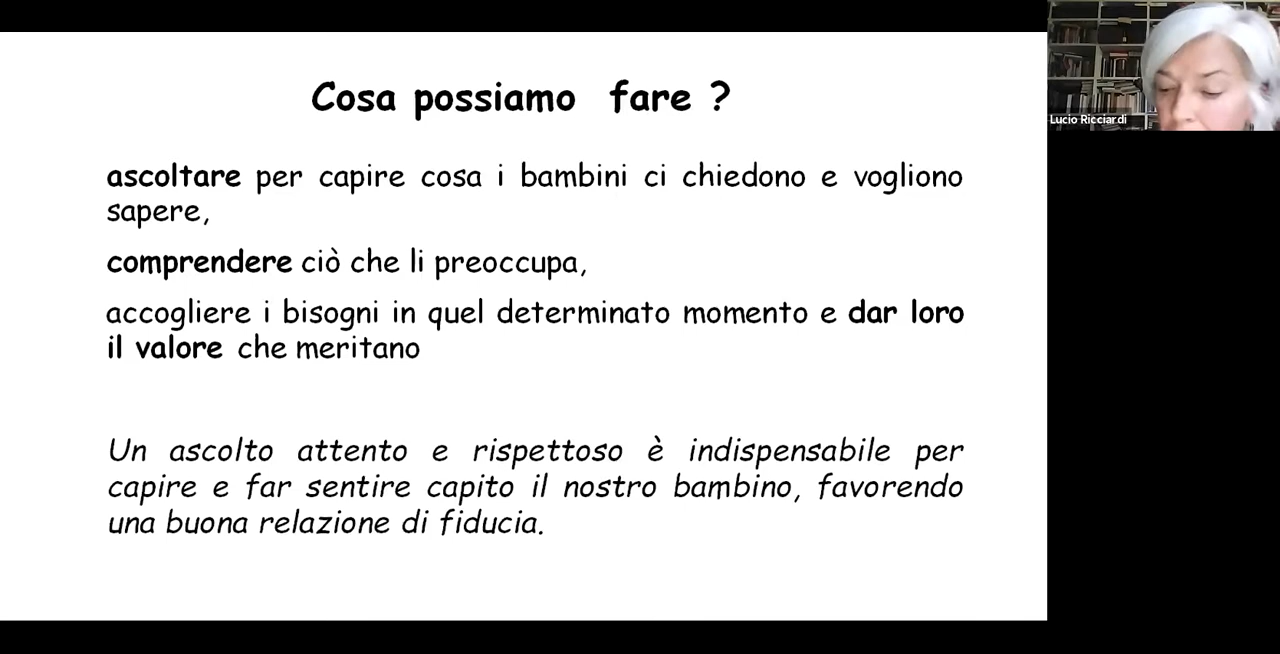 Cosa possiamo fare ?
ascoltare per capire cosa i bambini ci chiedono e vogliono
sapere,
comprendere ciò che li preoccupa,
accogliere i bisogni in quel determinato momento e dar loro
il valore che meritano
Un ascolto attento e rispettoso è indispensabile per
capire e far sentire capito il nostro bambino, favorendo
una buona relazione di fiducia.
Lucio Ricciardi